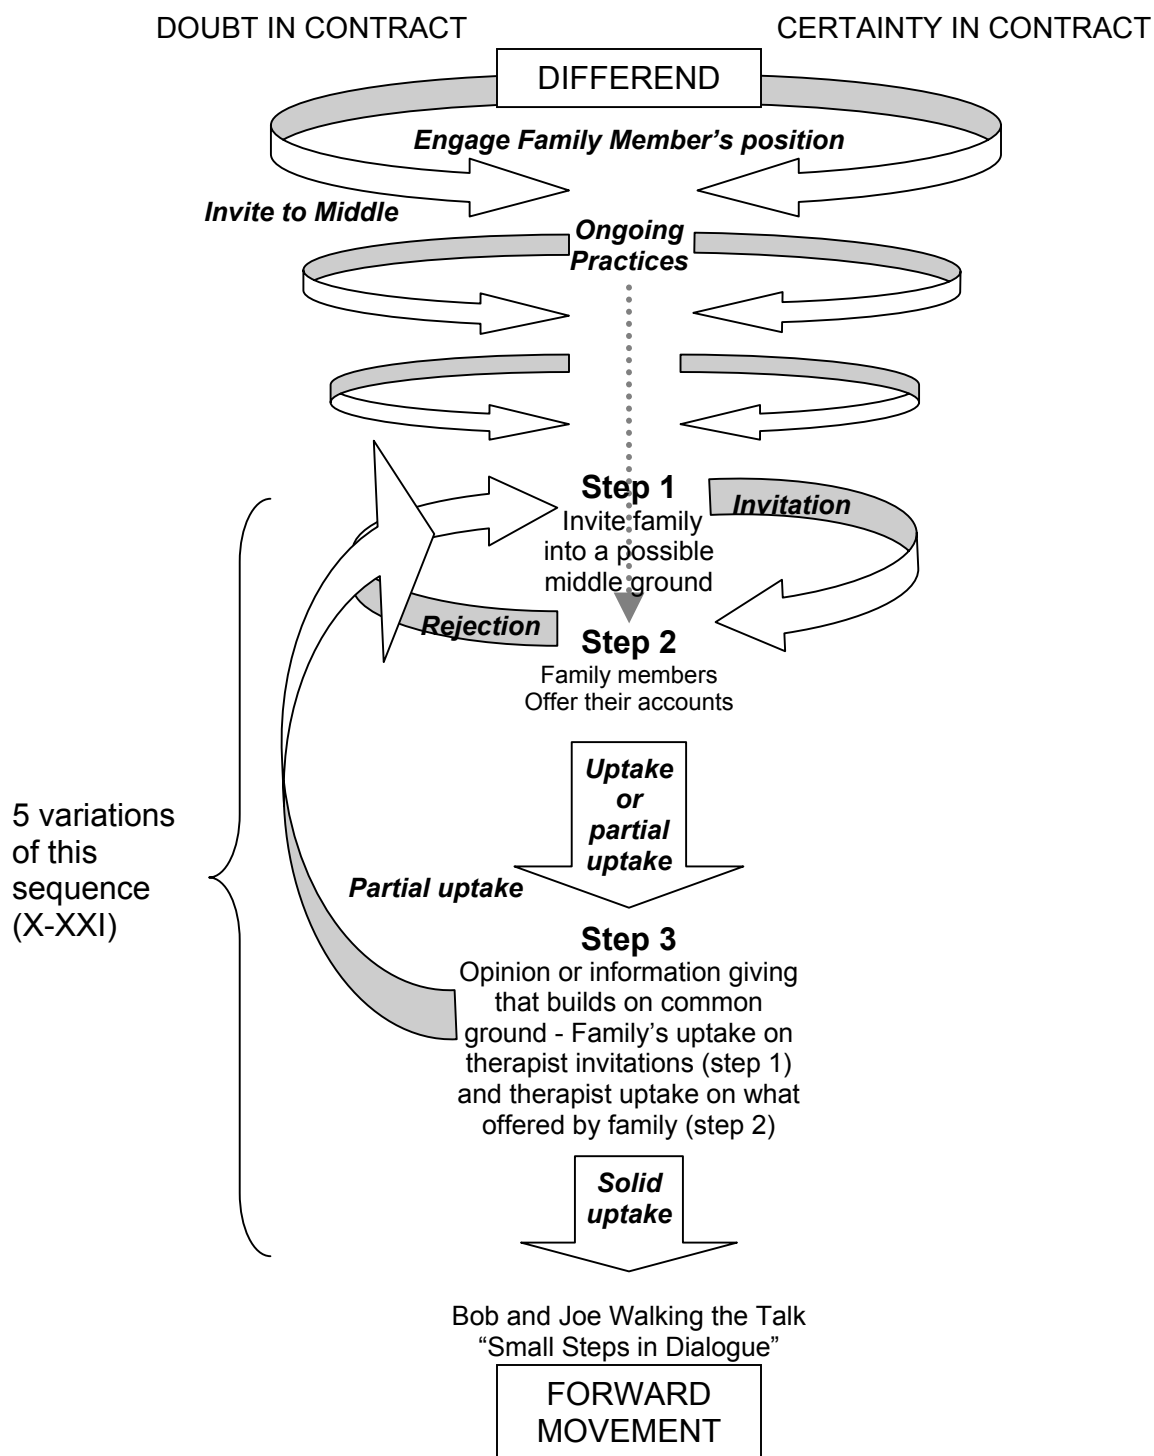 DOUBT IN CONTRACT
CERTAINTY IN CONTRACT
DIFFEREND
Engage Family Member's position
Invite to Middle
Ongoing
Practices
Step 1
Invite family
into a possible
middle ground
Invitation
Rejection
Step 2
Family members
Offer their accounts
Uptake
or
partial
uptake
5 variations
of this
sequence
(X-XXI)
Partial uptake
Step 3
Opinion or information giving
that builds on common
ground - Family's uptake on
therapist invitations (step 1)
and therapist uptake on what
offered by family (step 2)
Solid
uptake
Bob and Joe Walking the Talk
“Small Steps in Dialogue”
FORWARD
MOVEMENT